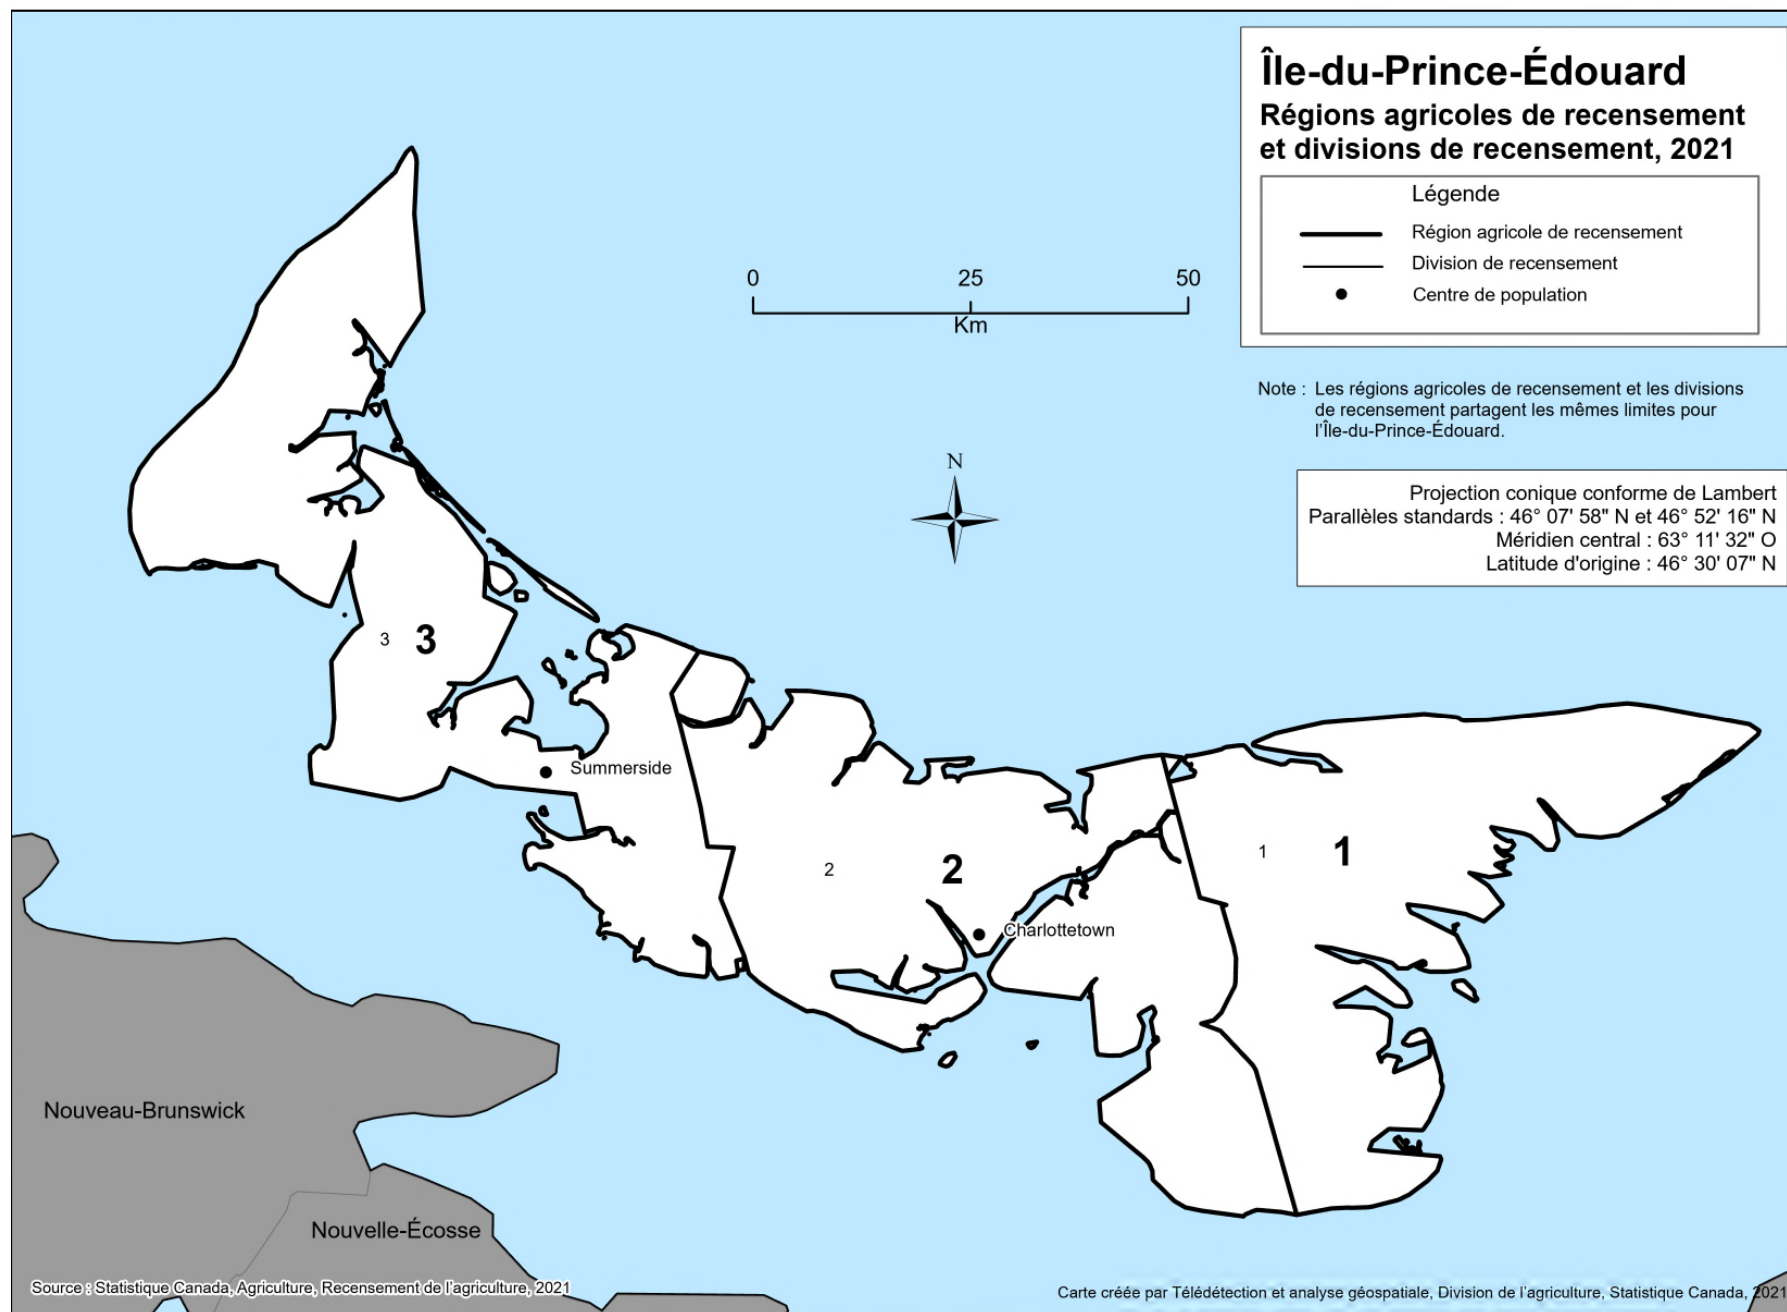 Île-du-Prince-Édouard
Régions agricoles de recensement
et divisions de recensement, 2021
Légende
Région agricole de recensement
Division de recensement
Centre de population
0 25 50
Km
Note : Les régions agricoles de recensement et les divisions
de recensement partagent les mêmes limites pour
l'Île-du-Prince-Édouard.
N
Projection conique conforme de Lambert
Parallèles standards : 46° 07' 58" N et 46° 52' 16" N
Méridien central : 63° 11' 32" O
Latitude d'origine : 46° 30' 07" N
3 3
Summerside
2 2
1 1
Charlottetown
Nouveau-Brunswick
Nouvelle-Écosse
Source : Statistique Canada, Agriculture, Recensement de l'agriculture, 2021
Carte créée par Télédétection et analyse géospatiale, Division de l'agriculture, Statistique Canada, 2021